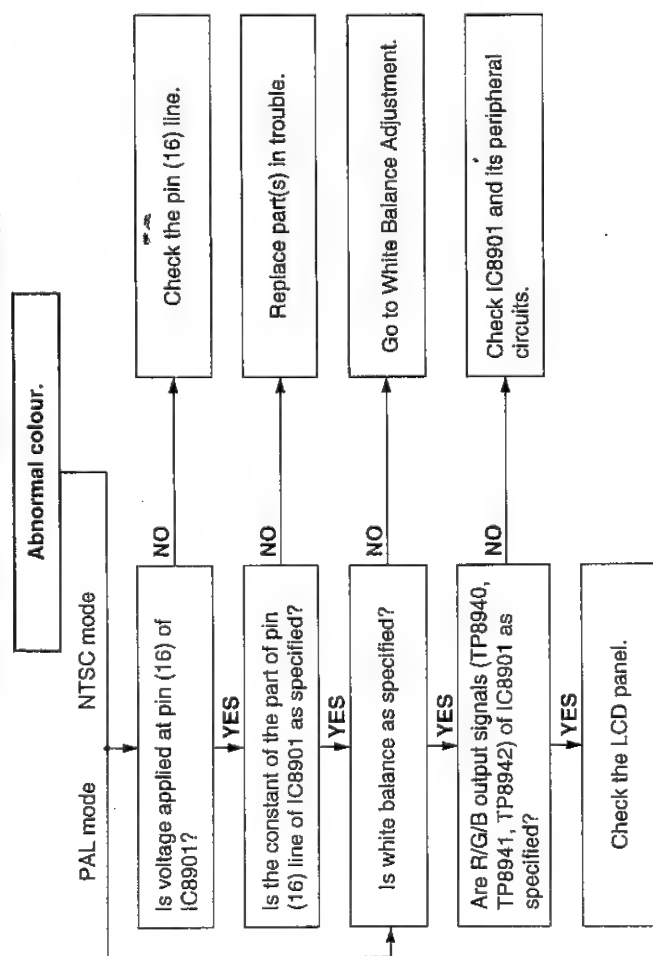 Abnormal colour.
PAL mode
NTSC mode
Is voltage applied at pin (16) of
IC8901?
NO
Check the pin (16) line.
YES
Is the constant of the part of pin
(16) line of IC8901 as specified?
NO
Replace part(s) in trouble.
YES
Is white balance as specified?
NO
Go to White Balance Adjustment.
YES
Are R/G/B output signals (TP8940,
TP8941, TP8942) of IC8901 as
specified?
NO
Check IC8901 and its peripheral
circuits.
YES
Check the LCD panel.